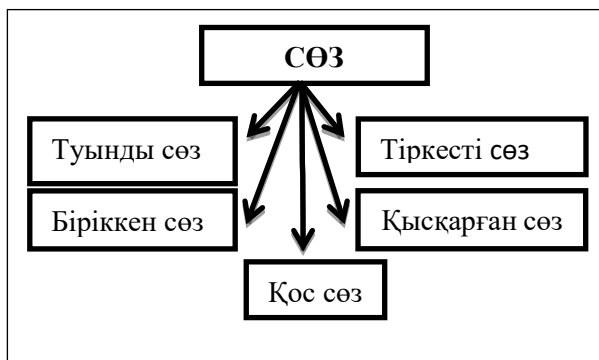 СӨЗ
Туынды сөз
Тіркесті сөз
Біріккен сөз
Қысқарған сөз
Қос сөз